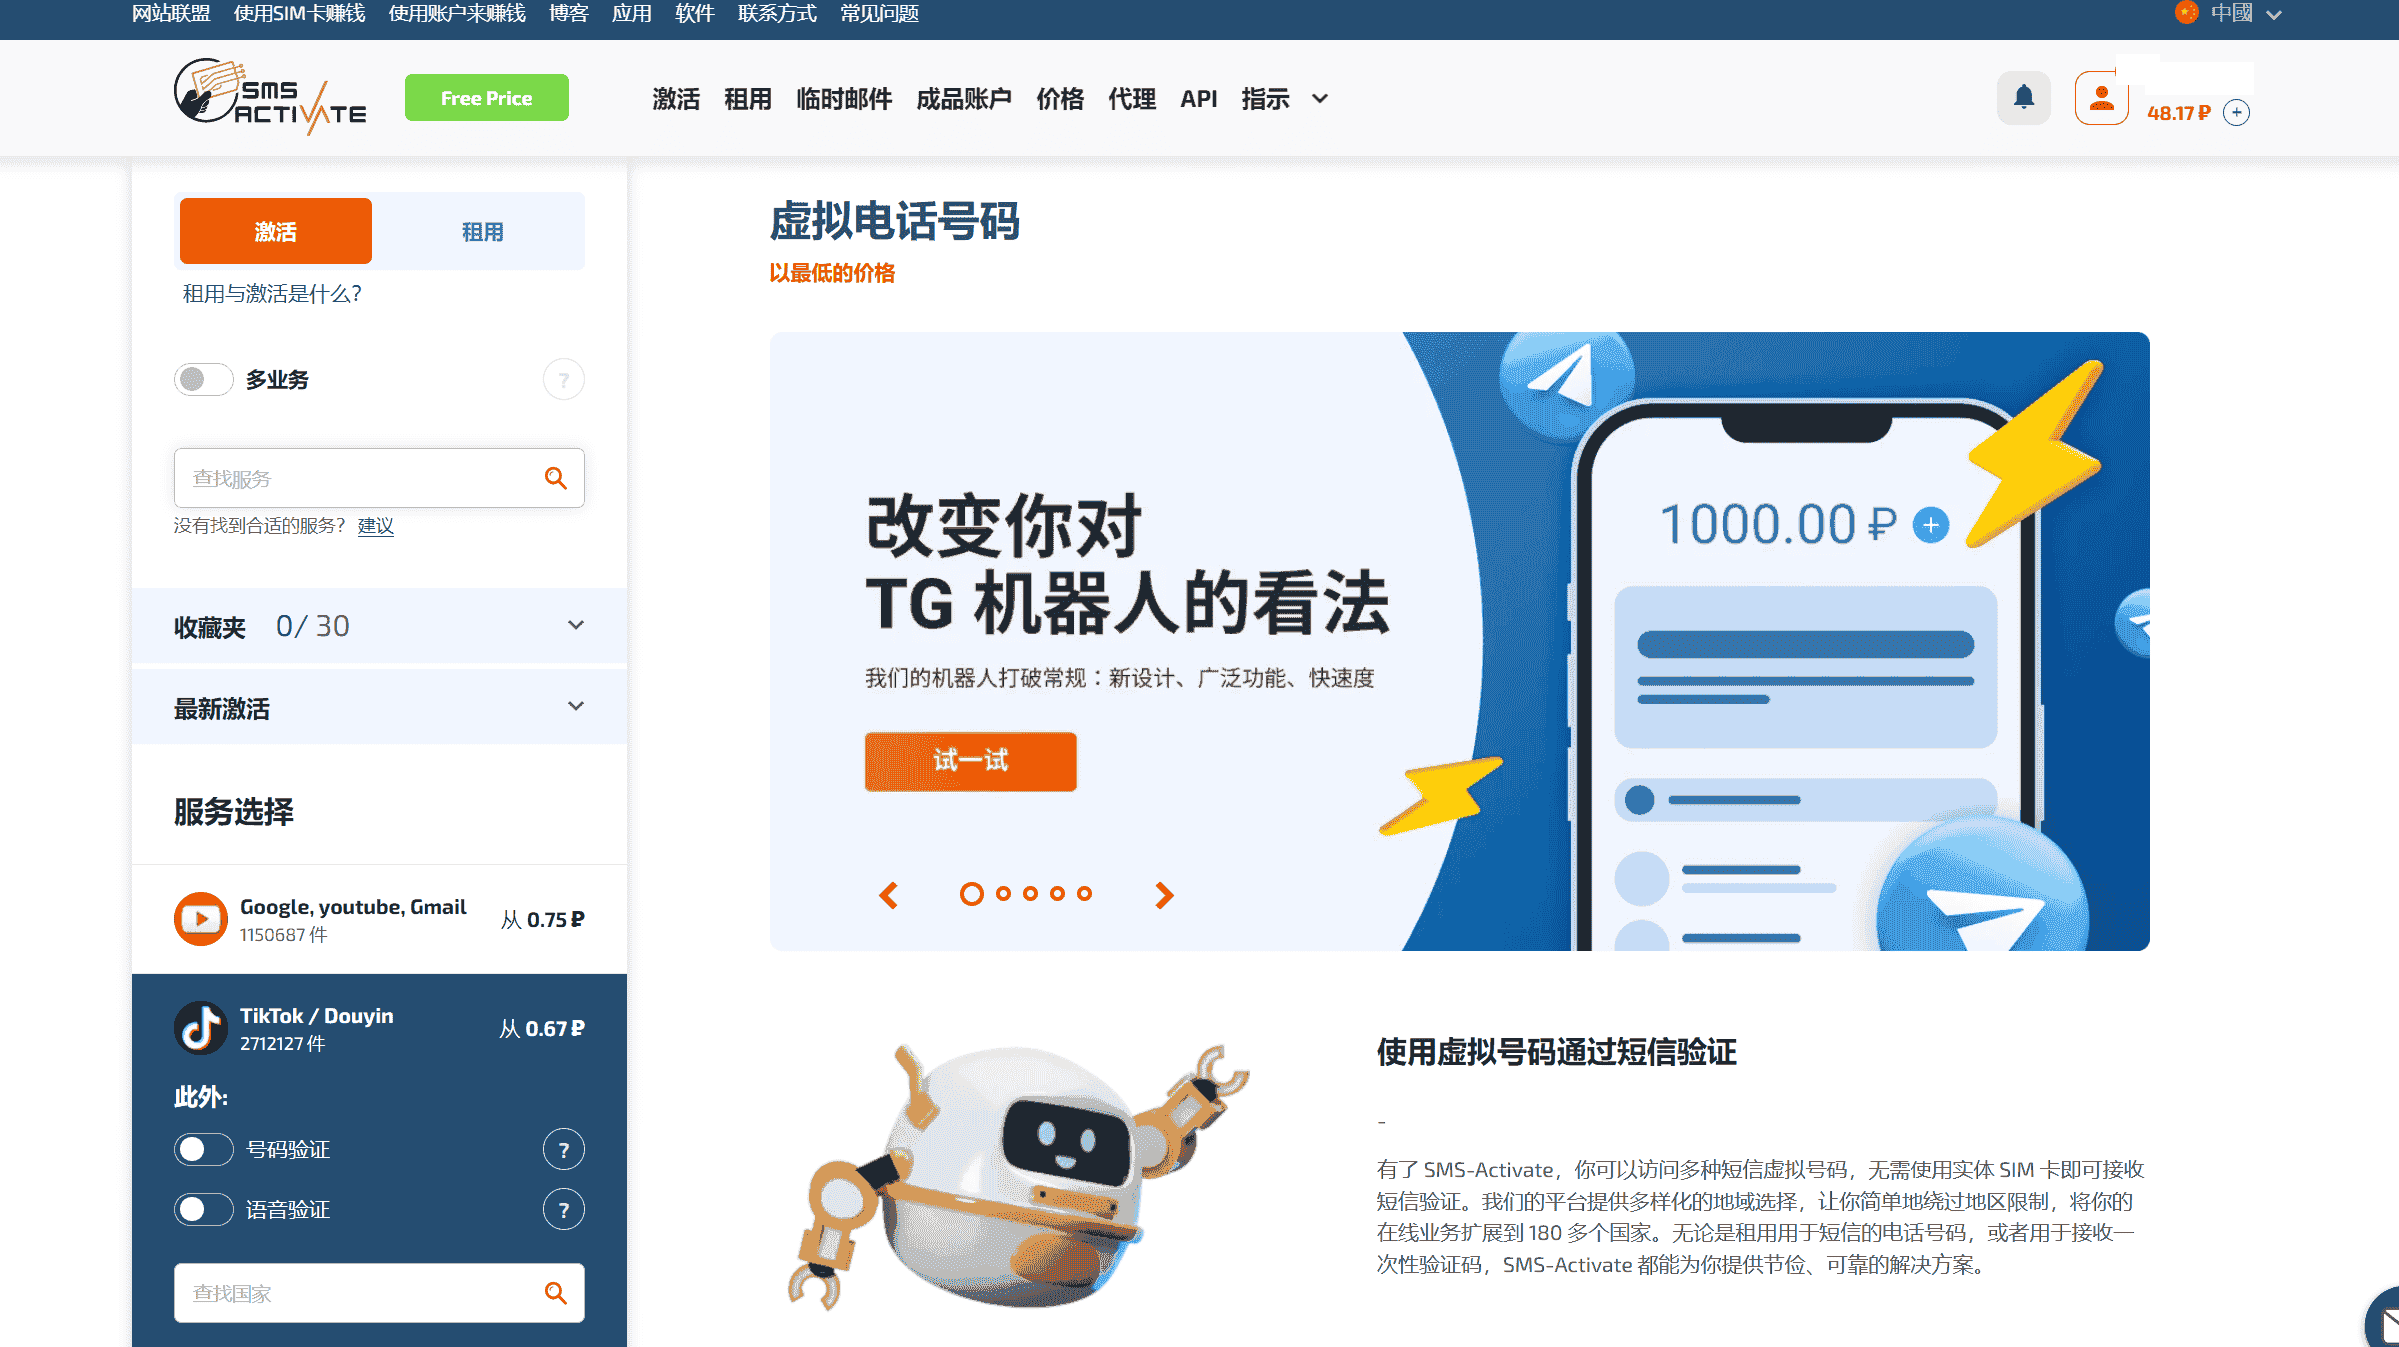 网站联盟 使用SIM卡赚钱 使用账户来赚钱 博客 应用 软件 联系方式 常见问题 中國
SMS ACTIVATE
Free Price
激活 租用 临时邮件 成品账户 价格 代理 API 指示
48.17 ₽
激活 租用
租用与激活是什么?
多业务 ?
查找服务
没有找到合适的服务? 建议
收藏夹 0/ 30
最新激活
服务选择
Google, youtube, Gmail
1150687 件
从 0.75 ₽
TikTok / Douyin
2712127 件
从 0.67 ₽
此外:
号码验证 ?
语音验证 ?
查找国家
虚拟电话号码
以最低的价格
改变你对
TG 机器人的看法
我们的机器人打破常规：新设计、广泛功能、快速度
试一试
1000.00 ₽
使用虚拟号码通过短信验证
-
有了 SMS-Activate，你可以访问多种短信虚拟号码，无需使用实体 SIM 卡即可接收
短信验证。我们的平台提供多样化的地域选择，让你简单地绕过地区限制，将你的
在线业务扩展到 180 多个国家。无论是租用用于短信的电话号码，或者用于接收一
次性验证码，SMS-Activate 都能为你提供节俭、可靠的解决方案。